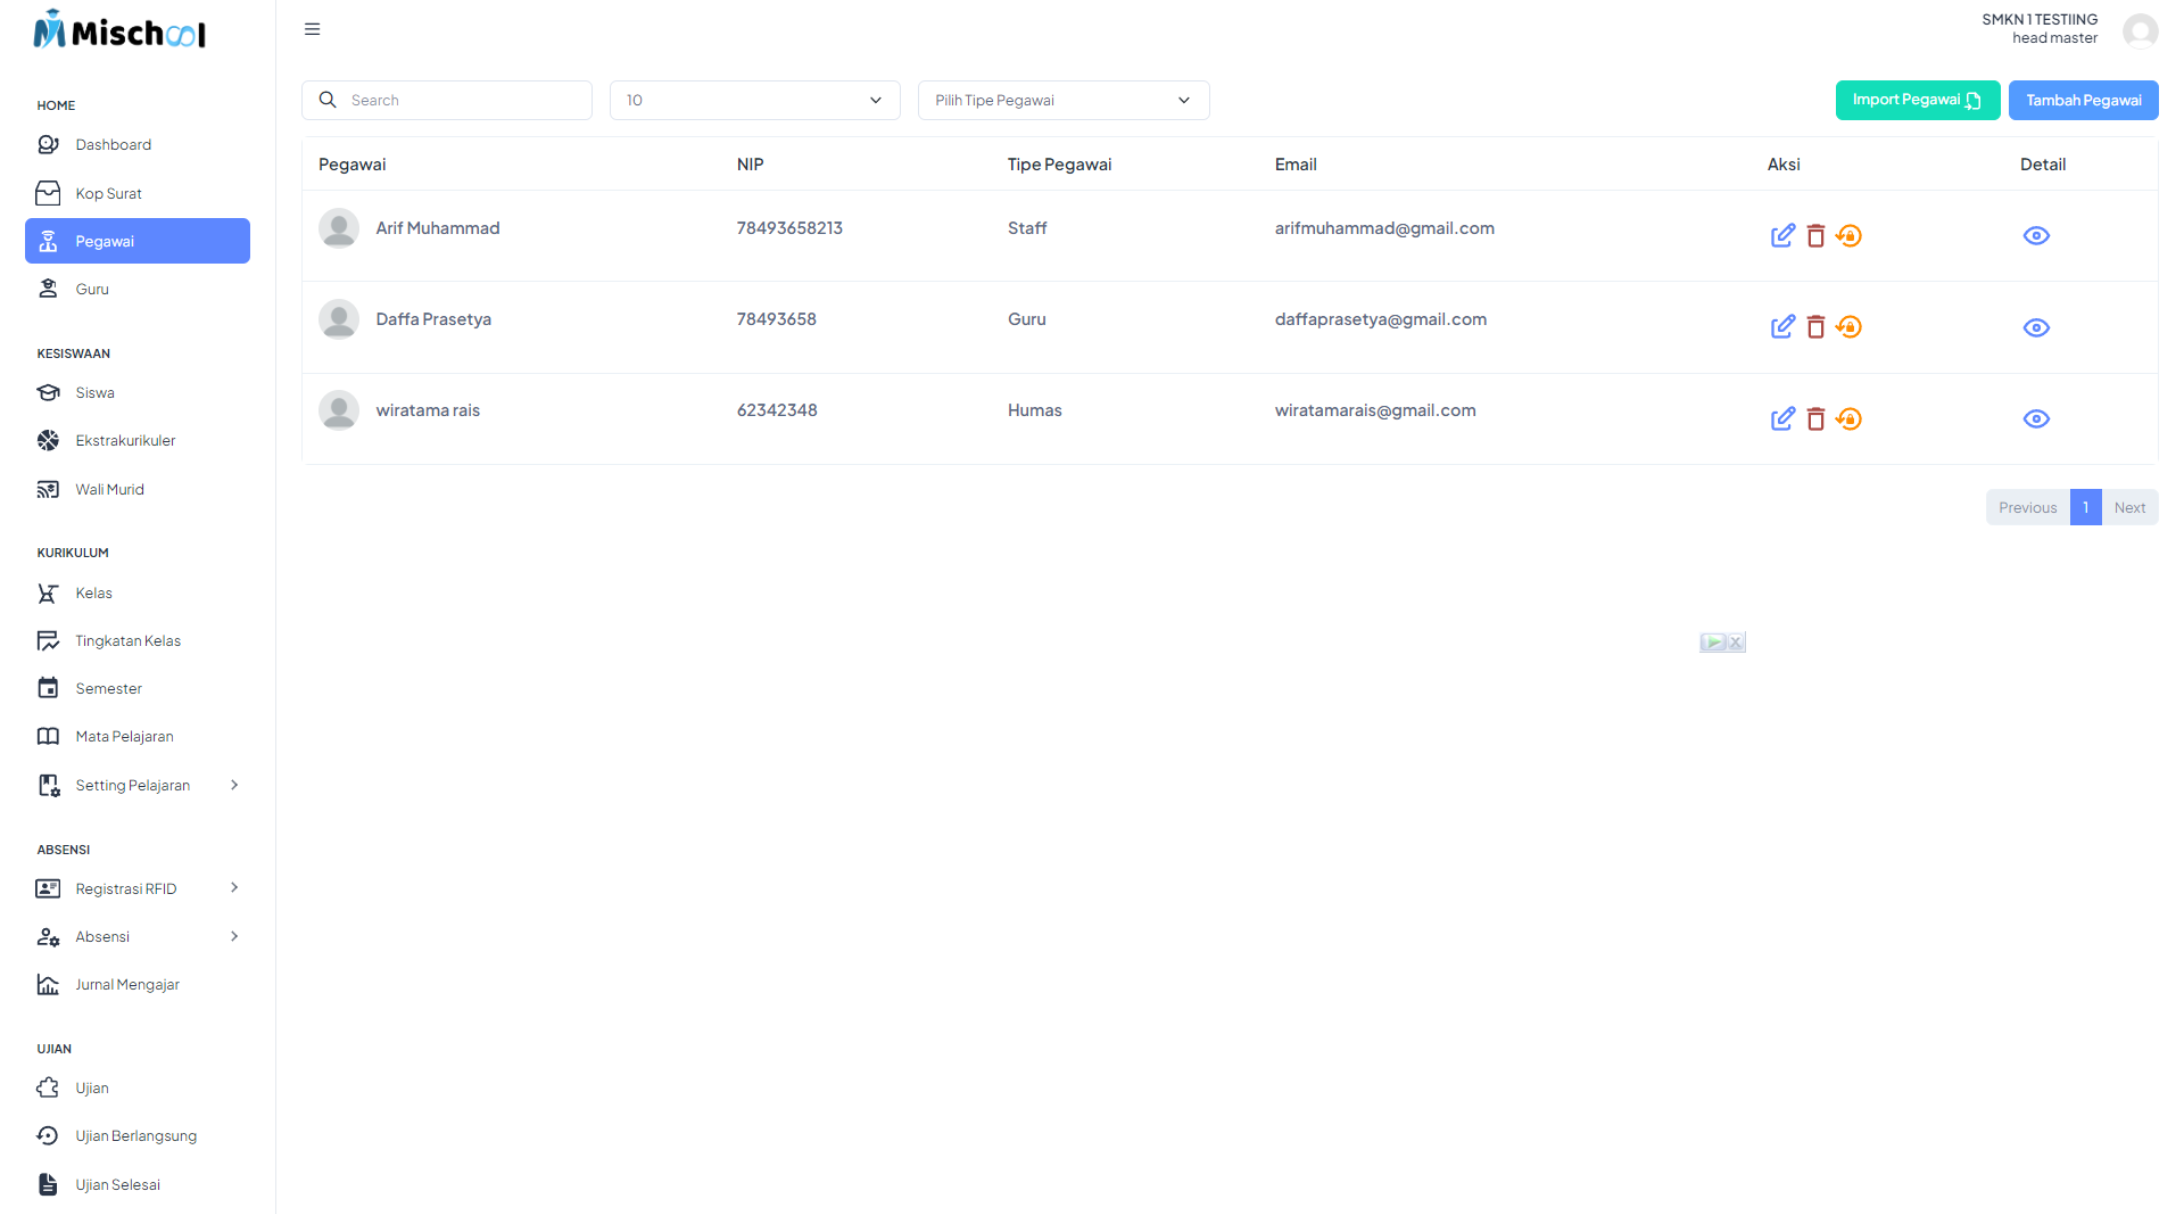 Mischool
SMKN 1 TESTIING
head master
HOME
Dashboard
Kop Surat
Pegawai
Guru
KESISWAAN
Siswa
Ekstrakurikuler
Wali Murid
KURIKULUM
Kelas
Tingkatan Kelas
Semester
Mata Pelajaran
Setting Pelajaran
ABSENSI
Registrasi RFID
Absensi
Jurnal Mengajar
UJIAN
Ujian
Ujian Berlangsung
Ujian Selesai
Search
10
Pilih Tipe Pegawai
Import Pegawai
Tambah Pegawai
Pegawai NIP Tipe Pegawai Email Aksi Detail
Arif Muhammad 78493658213 Staff arifmuhammad@gmail.com
Daffa Prasetya 78493658 Guru daffaprasetya@gmail.com
wiratama rais 62342348 Humas wiratamarais@gmail.com
Previous 1 Next